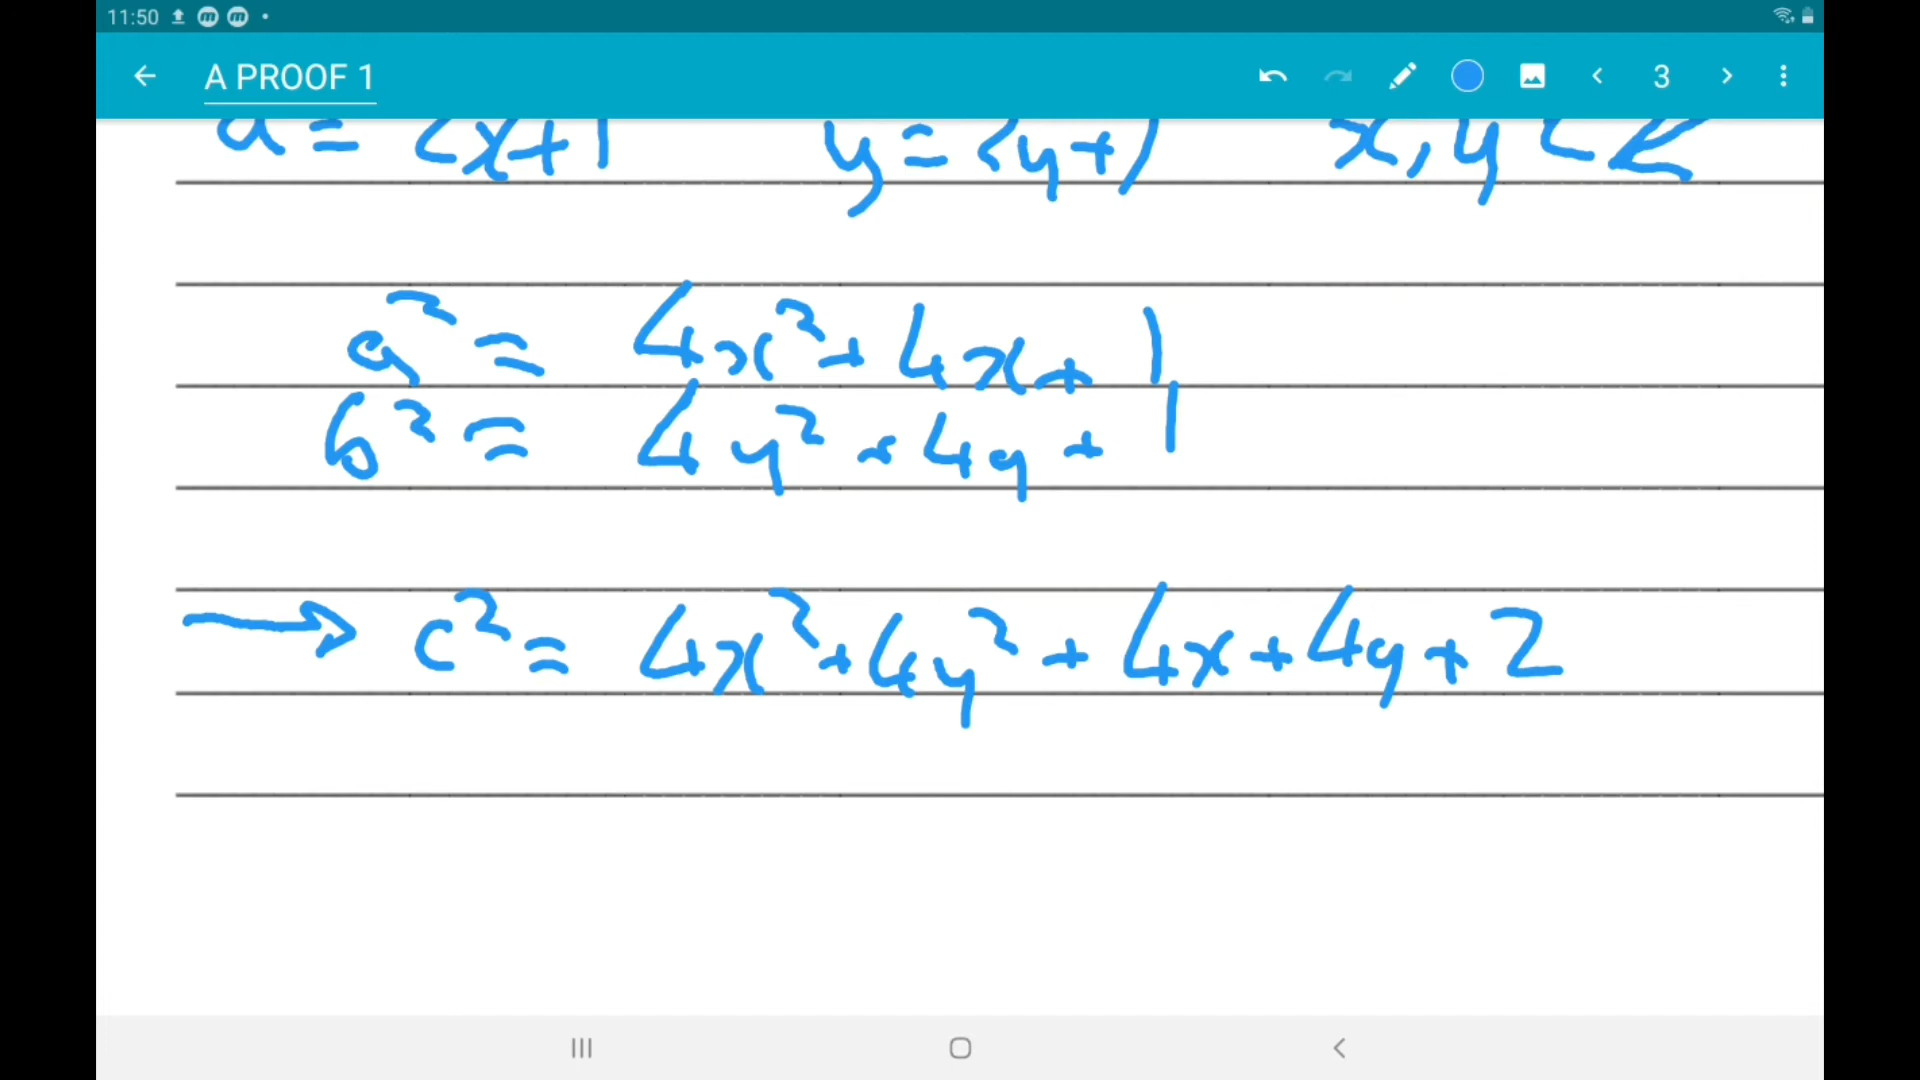 11:50
A PROOF 1
3
a = 2x+1 y = 2y+1 x,y ∈ Z
a² = 4x² + 4x + 1
b² = 4y² + 4y + 1
→ c² = 4x² + 4y² + 4x + 4y + 2